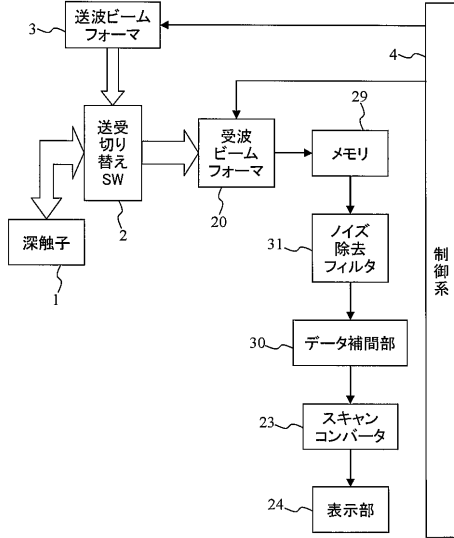 送波ビーム
フォーマ
3
4
送受
切り
替え
SW
2
受波
ビーム
フォーマ
20
29
メモリ
深触子
1
31
ノイズ
除去
フィルタ
制御系
30
データ補間部
23
スキャン
コンバータ
24
表示部